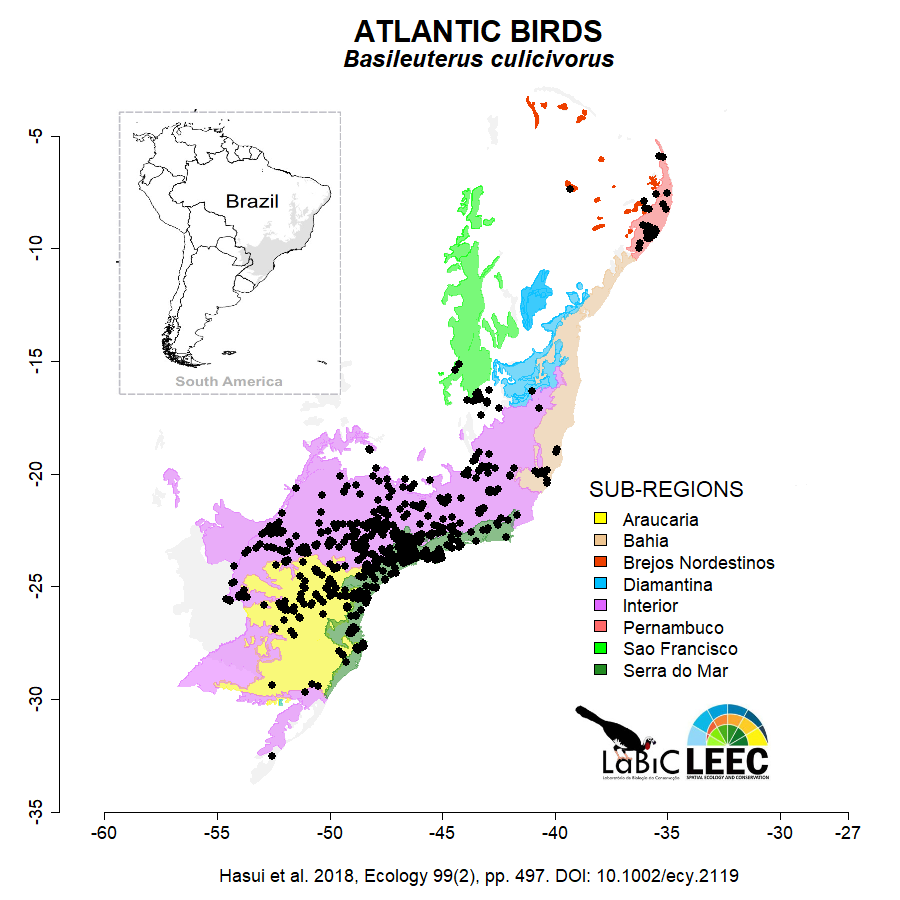 ATLANTIC BIRDS
Basileuterus culicivorus
Brazil
South America
-5
-10
-15
-20
-25
-30
-35
SUB-REGIONS
Araucaria
Bahia
Brejos Nordestinos
Diamantina
Interior
Pernambuco
Sao Francisco
Serra do Mar
LaBiC
Laboratório de Biologia da Conservação
LEEC
SPATIAL ECOLOGY AND CONSERVATION
-60 -55 -50 -45 -40 -35 -30 -27
Hasui et al. 2018, Ecology 99(2), pp. 497. DOI: 10.1002/ecy.2119